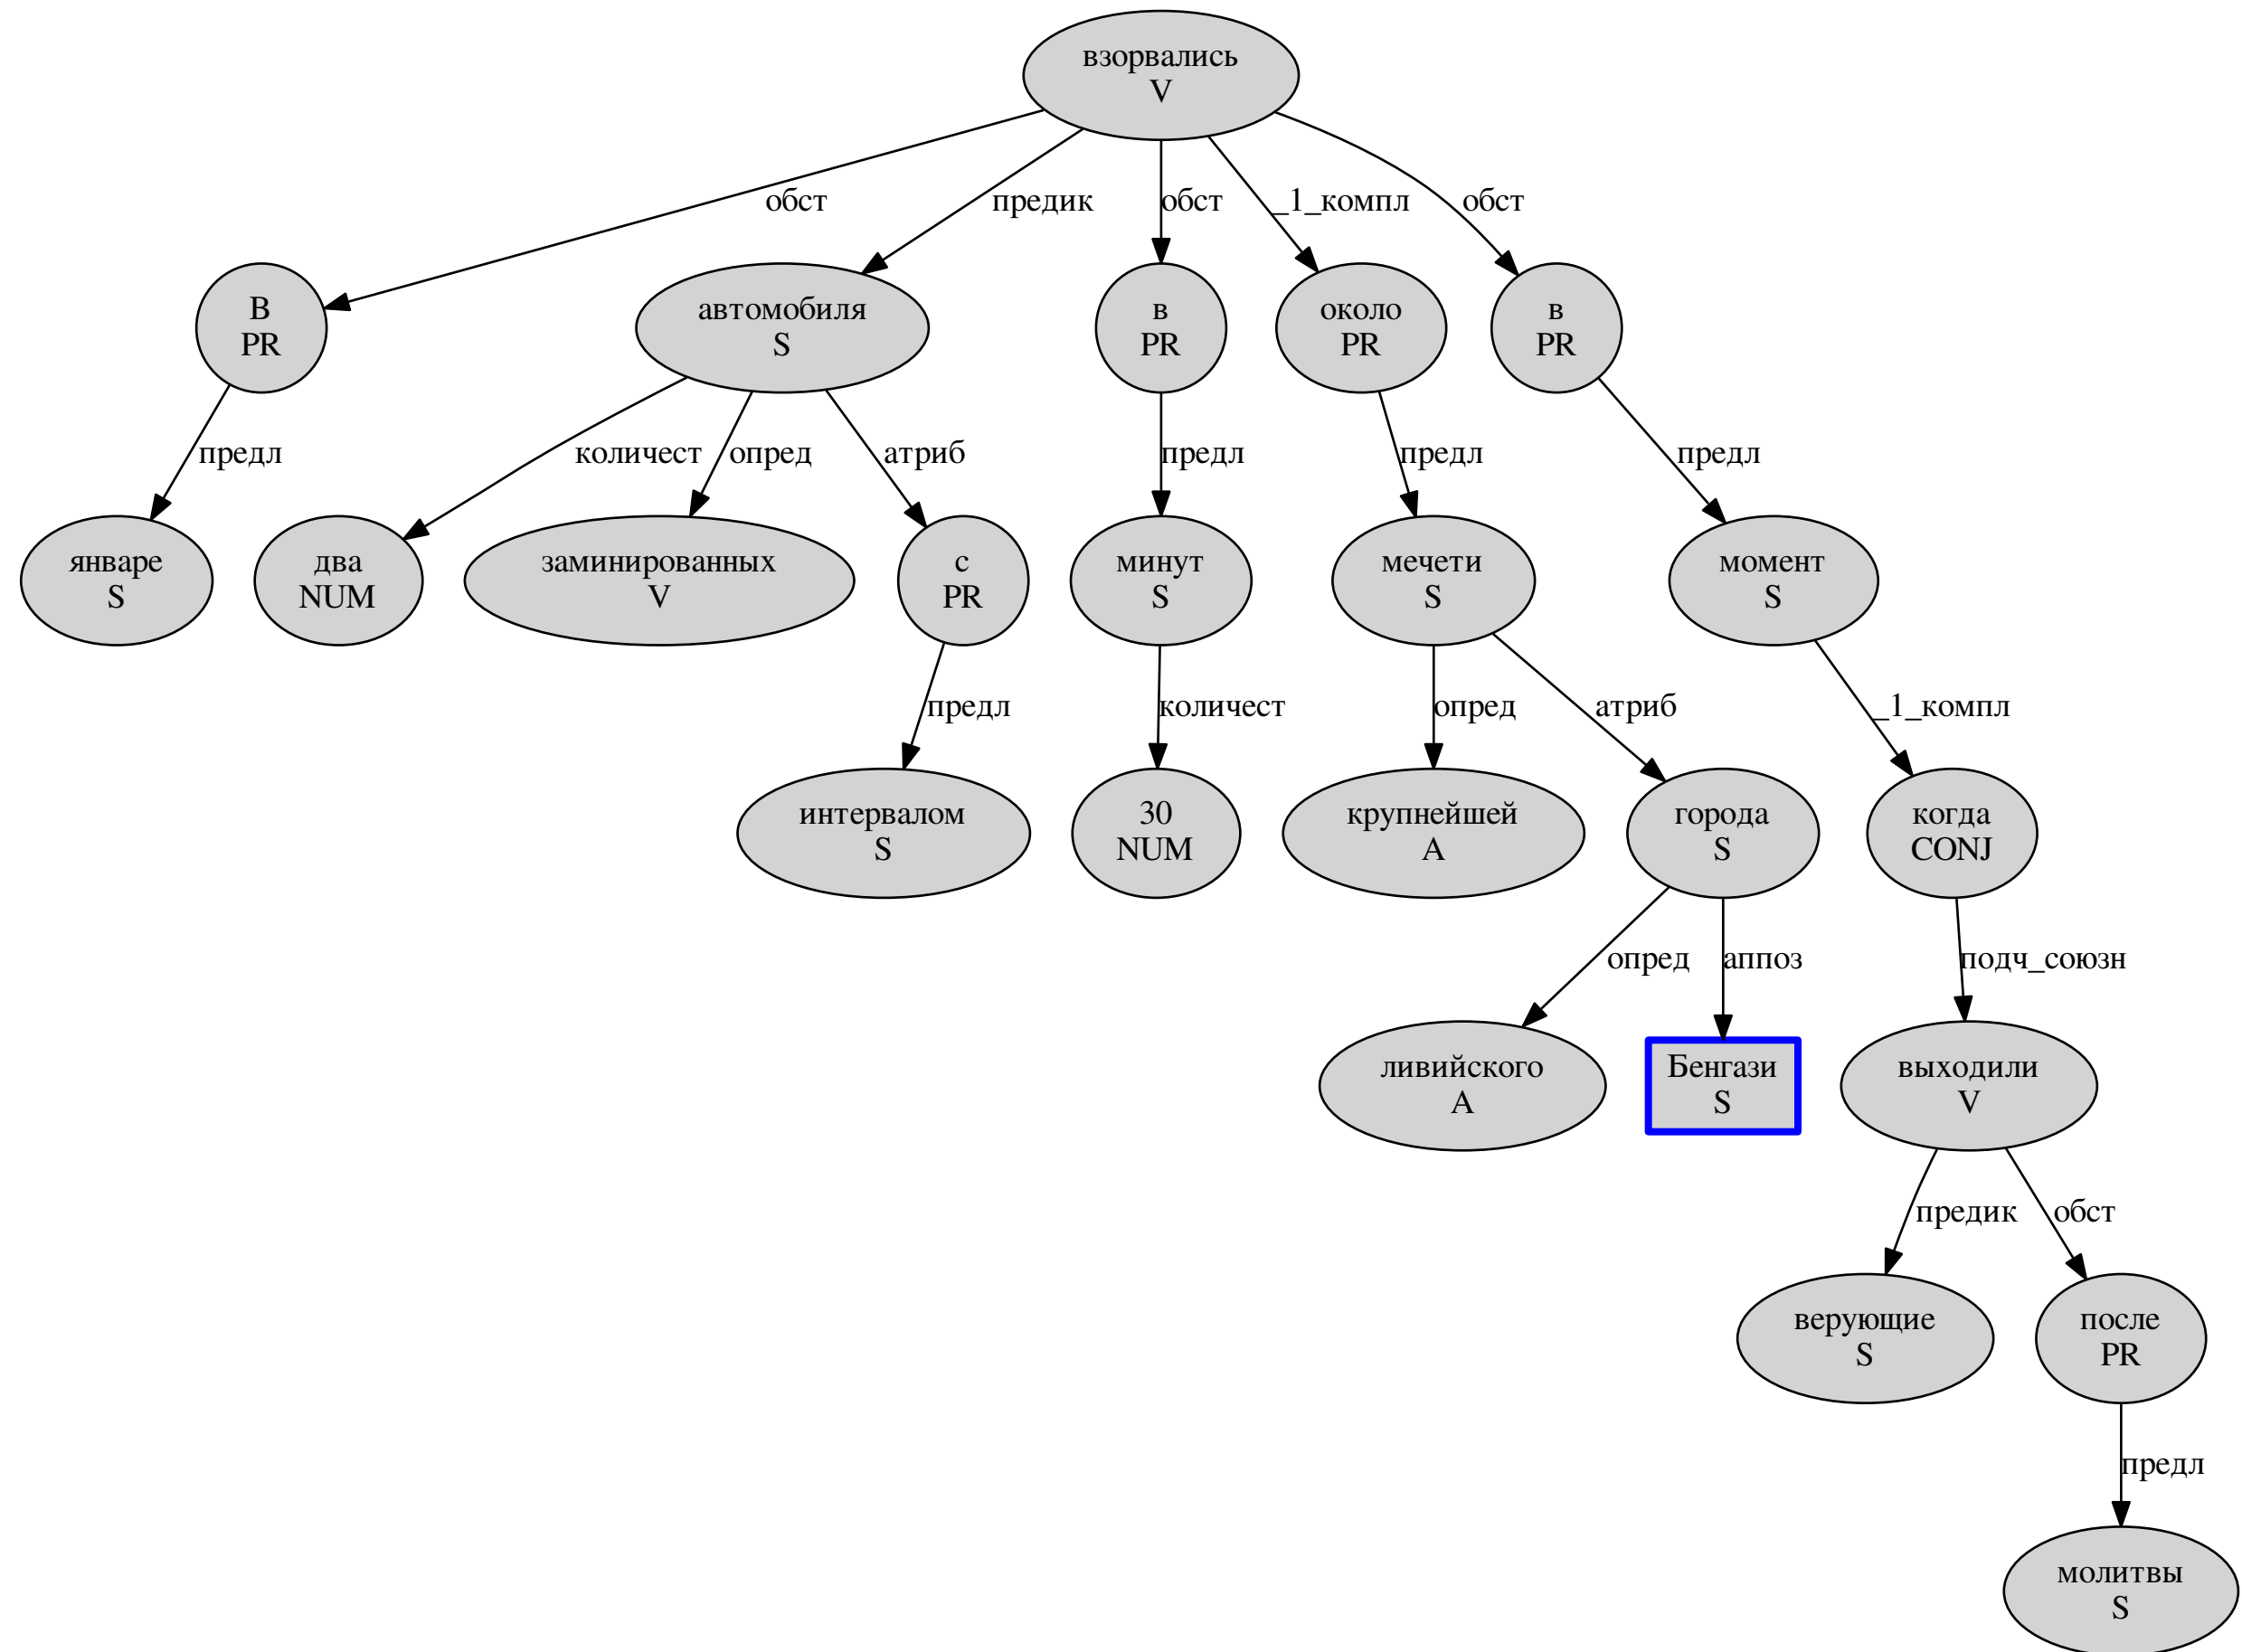 взорвались
V
обст
предик
обст
_1_компл
обст
В
PR
автомобиля
S
в
PR
около
PR
в
PR
предл
количест
опред
атриб
предл
предл
предл
январе
S
два
NUM
заминированных
V
с
PR
минут
S
мечети
S
момент
S
предл
количест
опред
атриб
_1_компл
интервалом
S
30
NUM
крупнейшей
A
города
S
когда
CONJ
опред
аппоз
подч_союзн
ливийского
A
Бенгази
S
выходили
V
предик
обст
верующие
S
после
PR
предл
молитвы
S